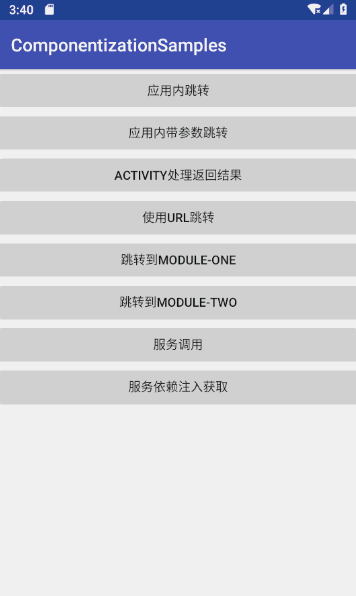 3:40
ComponentizationSamples
应用内跳转
应用内带参数跳转
ACTIVITY处理返回结果
使用URL跳转
跳转到MODULE-ONE
跳转到MODULE-TWO
服务调用
服务依赖注入获取